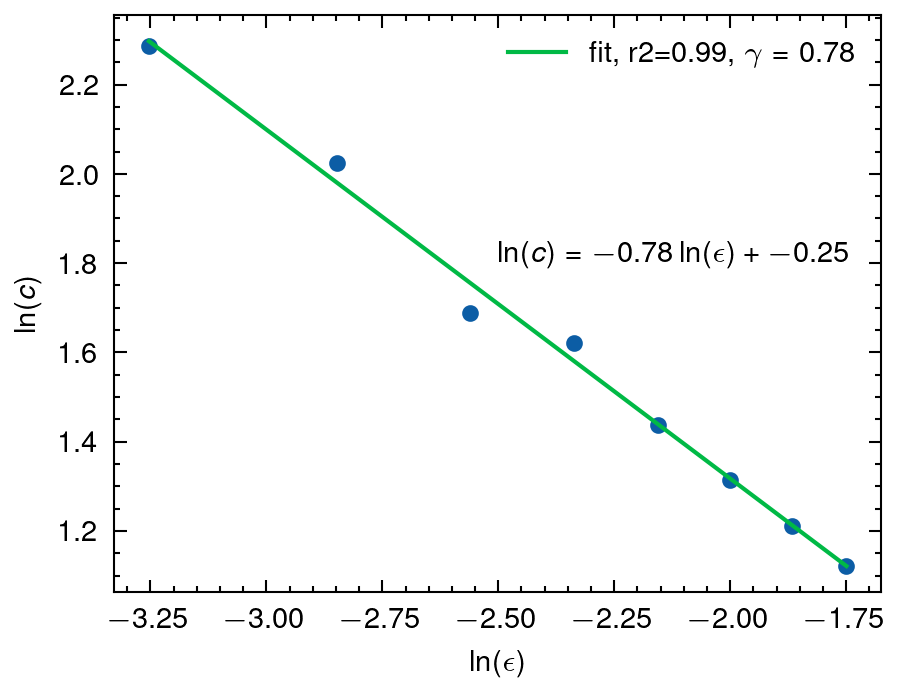 fit, r2=0.99, γ = 0.78
ln(c) = −0.78 ln(ϵ) + −0.25
ln(c)
2.2
2.0
1.8
1.6
1.4
1.2
−3.25 −3.00 −2.75 −2.50 −2.25 −2.00 −1.75
ln(ϵ)